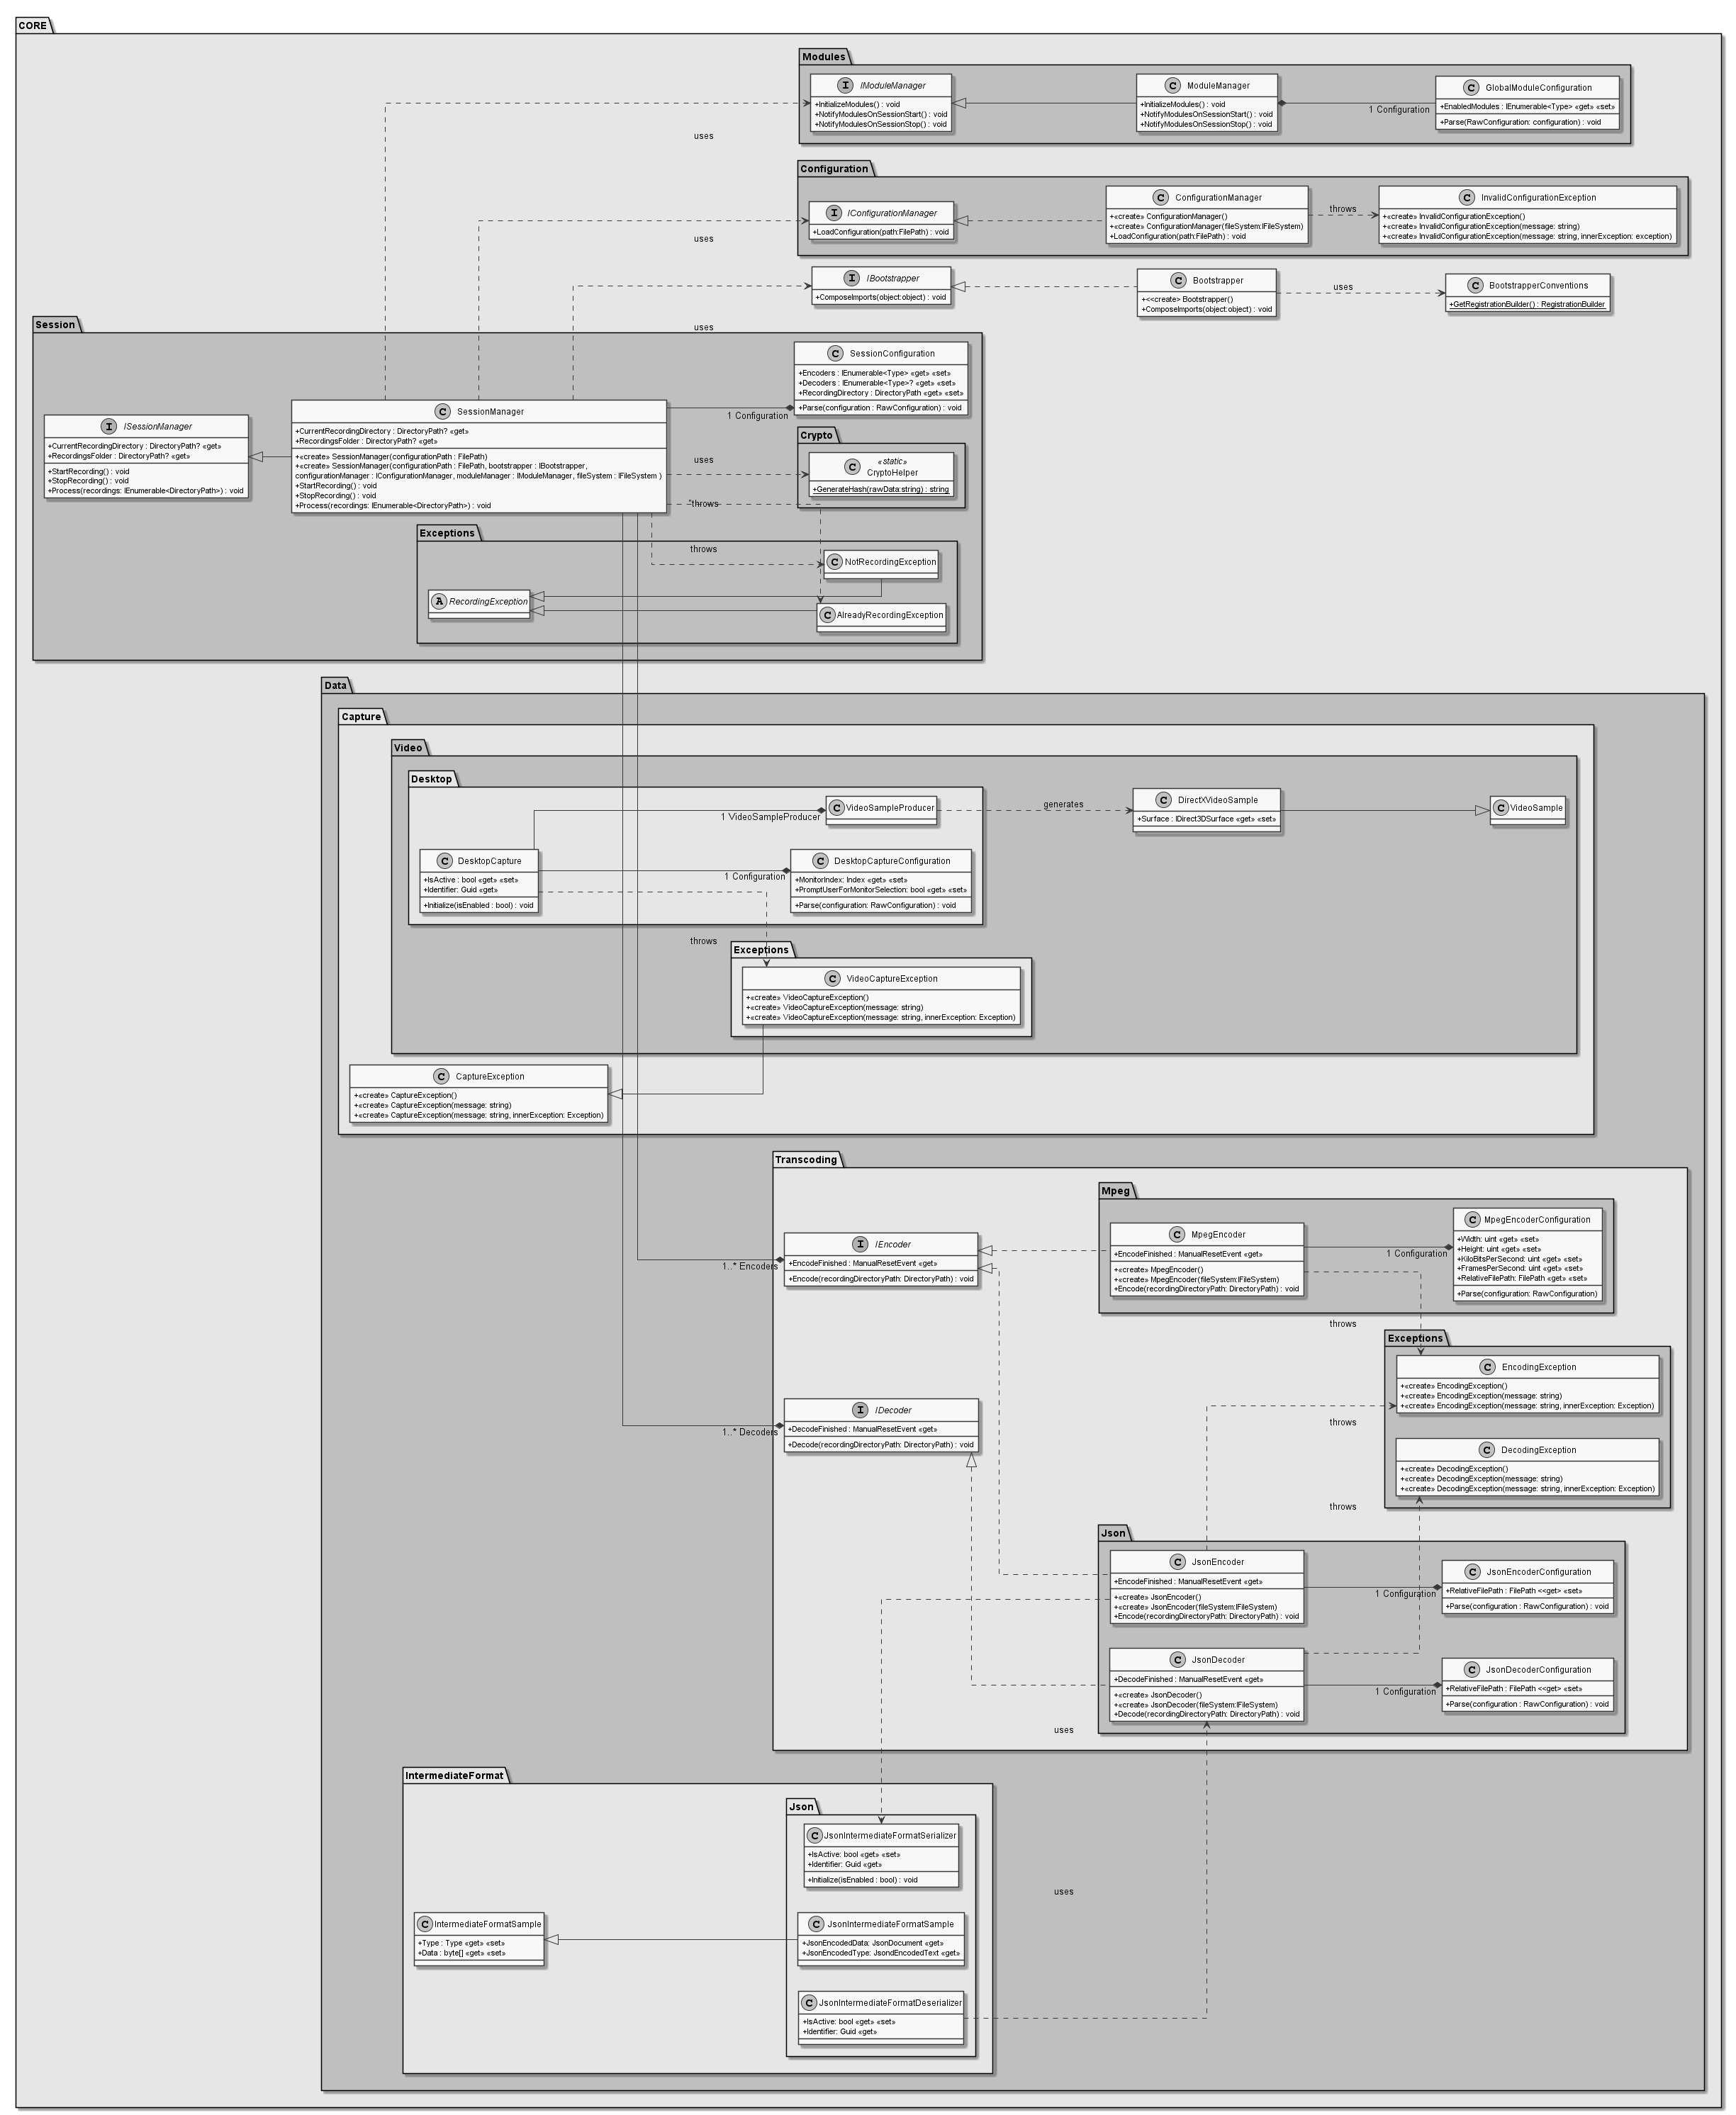 CORE
Modules
I IModuleManager
+InitializeModules() : void
+NotifyModulesOnSessionStart() : void
+NotifyModulesOnSessionStop() : void
C ModuleManager
+InitializeModules() : void
+NotifyModulesOnSessionStart() : void
+NotifyModulesOnSessionStop() : void
1 Configuration
C GlobalModuleConfiguration
+EnabledModules : IEnumerable<Type> «get» «set»
+Parse(RawConfiguration: configuration) : void
uses
Configuration
I IConfigurationManager
+LoadConfiguration(path:FilePath) : void
C ConfigurationManager
+«create» ConfigurationManager()
+«create» ConfigurationManager(fileSystem:IFileSystem)
+LoadConfiguration(path:FilePath) : void
throws
C InvalidConfigurationException
+«create» InvalidConfigurationException()
+«create» InvalidConfigurationException(message: string)
+«create» InvalidConfigurationException(message: string, innerException: exception)
uses
I IBootstrapper
+ComposeImports(object:object) : void
C Bootstrapper
+<<create> Bootstrapper()
+ComposeImports(object:object) : void
uses
C BootstrapperConventions
+GetRegistrationBuilder() : RegistrationBuilder
uses
Session
C SessionConfiguration
+Encoders : IEnumerable<Type> «get» «set»
+Decoders : IEnumerable<Type>? «get» «set»
+RecordingDirectory : DirectoryPath «get» «set»
+Parse(configuration : RawConfiguration) : void
1 Configuration
I ISessionManager
+CurrentRecordingDirectory : DirectoryPath? «get»
+RecordingsFolder : DirectoryPath? «get»
+StartRecording() : void
+StopRecording() : void
+Process(recordings: IEnumerable<DirectoryPath>) : void
C SessionManager
+CurrentRecordingDirectory : DirectoryPath? «get»
+RecordingsFolder : DirectoryPath? «get»
+«create» SessionManager(configurationPath : FilePath)
+«create» SessionManager(configurationPath : FilePath, bootstrapper : IBootstrapper,
configurationManager : IConfigurationManager, moduleManager : IModuleManager, fileSystem : IFileSystem )
+StartRecording() : void
+StopRecording() : void
+Process(recordings: IEnumerable<DirectoryPath>) : void
uses
Crypto
C «static»
CryptoHelper
+GenerateHash(rawData:string) : string
"throws
Exceptions
throws
C NotRecordingException
A RecordingException
C AlreadyRecordingException
Data
Capture
Video
Desktop
C VideoSampleProducer
1 VideoSampleProducer
generates
C DirectXVideoSample
+Surface : IDirect3DSurface «get» «set»
C VideoSample
C DesktopCapture
+IsActive : bool «get» «set»
+Identifier: Guid «get»
+Initialize(isEnabled : bool) : void
1 Configuration
C DesktopCaptureConfiguration
+MonitorIndex: Index «get» «set»
+PromptUserForMonitorSelection: bool «get» «set»
+Parse(configuration: RawConfiguration) : void
throws
Exceptions
C VideoCaptureException
+«create» VideoCaptureException()
+«create» VideoCaptureException(message: string)
+«create» VideoCaptureException(message: string, innerException: Exception)
C CaptureException
+«create» CaptureException()
+«create» CaptureException(message: string)
+«create» CaptureException(message: string, innerException: Exception)
Transcoding
Mpeg
I IEncoder
+EncodeFinished : ManualResetEvent «get»
+Encode(recordingDirectoryPath: DirectoryPath) : void
1..* Encoders
C MpegEncoder
+EncodeFinished : ManualResetEvent «get»
+«create» MpegEncoder()
+«create» MpegEncoder(fileSystem:IFileSystem)
+Encode(recordingDirectoryPath: DirectoryPath) : void
1 Configuration
C MpegEncoderConfiguration
+Width: uint «get» «set»
+Height: uint «get» «set»
+KiloBitsPerSecond: uint «get» «set»
+FramesPerSecond: uint «get» «set»
+RelativeFilePath: FilePath «get» «set»
+Parse(configuration: RawConfiguration)
throws
Exceptions
C EncodingException
+«create» EncodingException()
+«create» EncodingException(message: string)
+«create» EncodingException(message: string, innerException: Exception)
throws
I IDecoder
+DecodeFinished : ManualResetEvent «get»
+Decode(recordingDirectoryPath: DirectoryPath) : void
1..* Decoders
C DecodingException
+«create» DecodingException()
+«create» DecodingException(message: string)
+«create» DecodingException(message: string, innerException: Exception)
throws
Json
C JsonEncoder
+EncodeFinished : ManualResetEvent «get»
+«create» JsonEncoder()
+«create» JsonEncoder(fileSystem:IFileSystem)
+Encode(recordingDirectoryPath: DirectoryPath) : void
1 Configuration
C JsonEncoderConfiguration
+RelativeFilePath : FilePath <<get> «set»
+Parse(configuration : RawConfiguration) : void
C JsonDecoder
+DecodeFinished : ManualResetEvent «get»
+«create» JsonDecoder()
+«create» JsonDecoder(fileSystem:IFileSystem)
+Decode(recordingDirectoryPath: DirectoryPath) : void
1 Configuration
C JsonDecoderConfiguration
+RelativeFilePath : FilePath <<get> «set»
+Parse(configuration : RawConfiguration) : void
uses
IntermediateFormat
Json
C JsonIntermediateFormatSerializer
+IsActive: bool «get» «set»
+Identifier: Guid «get»
+Initialize(isEnabled : bool) : void
uses
C IntermediateFormatSample
+Type : Type «get» «set»
+Data : byte[] «get» «set»
C JsonIntermediateFormatSample
+JsonEncodedData: JsonDocument «get»
+JsonEncodedType: JsondEncodedText «get»
C JsonIntermediateFormatDeserializer
+IsActive: bool «get» «set»
+Identifier: Guid «get»